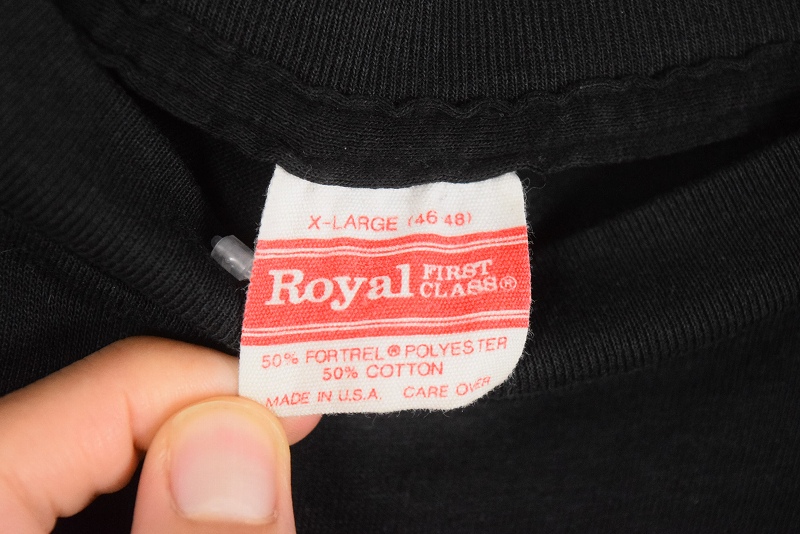 X-LARGE (46 48)
Royal FIRST CLASS®
50% FORTREL® POLYESTER
50% COTTON
MADE IN U.S.A. CARE OVER